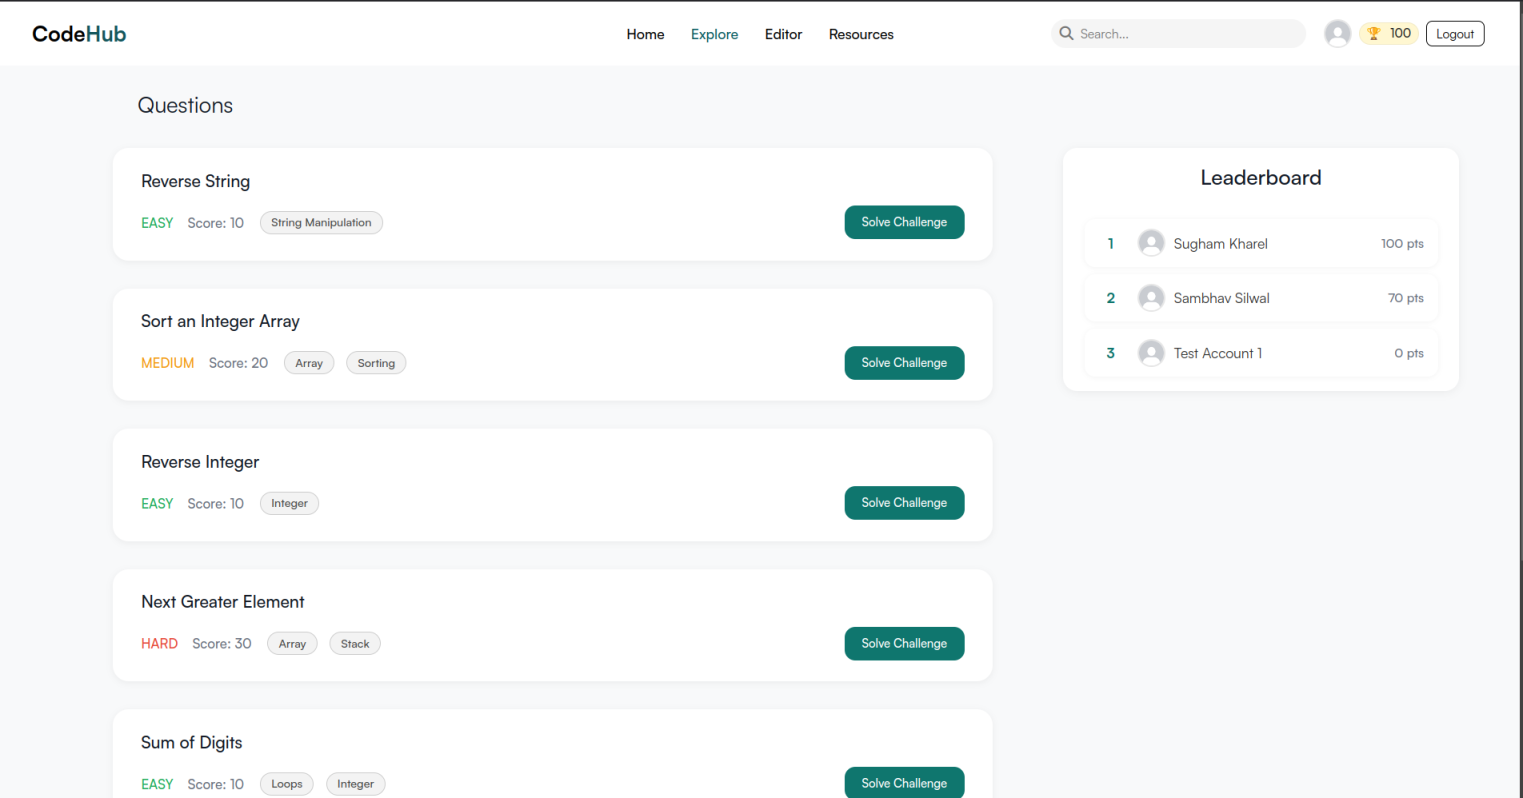 CodeHub
Home Explore Editor Resources
Search...
100
Logout
Questions
Reverse String
EASY Score: 10 String Manipulation
Solve Challenge
Sort an Integer Array
MEDIUM Score: 20 Array Sorting
Solve Challenge
Reverse Integer
EASY Score: 10 Integer
Solve Challenge
Next Greater Element
HARD Score: 30 Array Stack
Solve Challenge
Sum of Digits
EASY Score: 10 Loops Integer
Solve Challenge
Leaderboard
1 Sugham Kharel 100 pts
2 Sambhav Silwal 70 pts
3 Test Account 1 0 pts